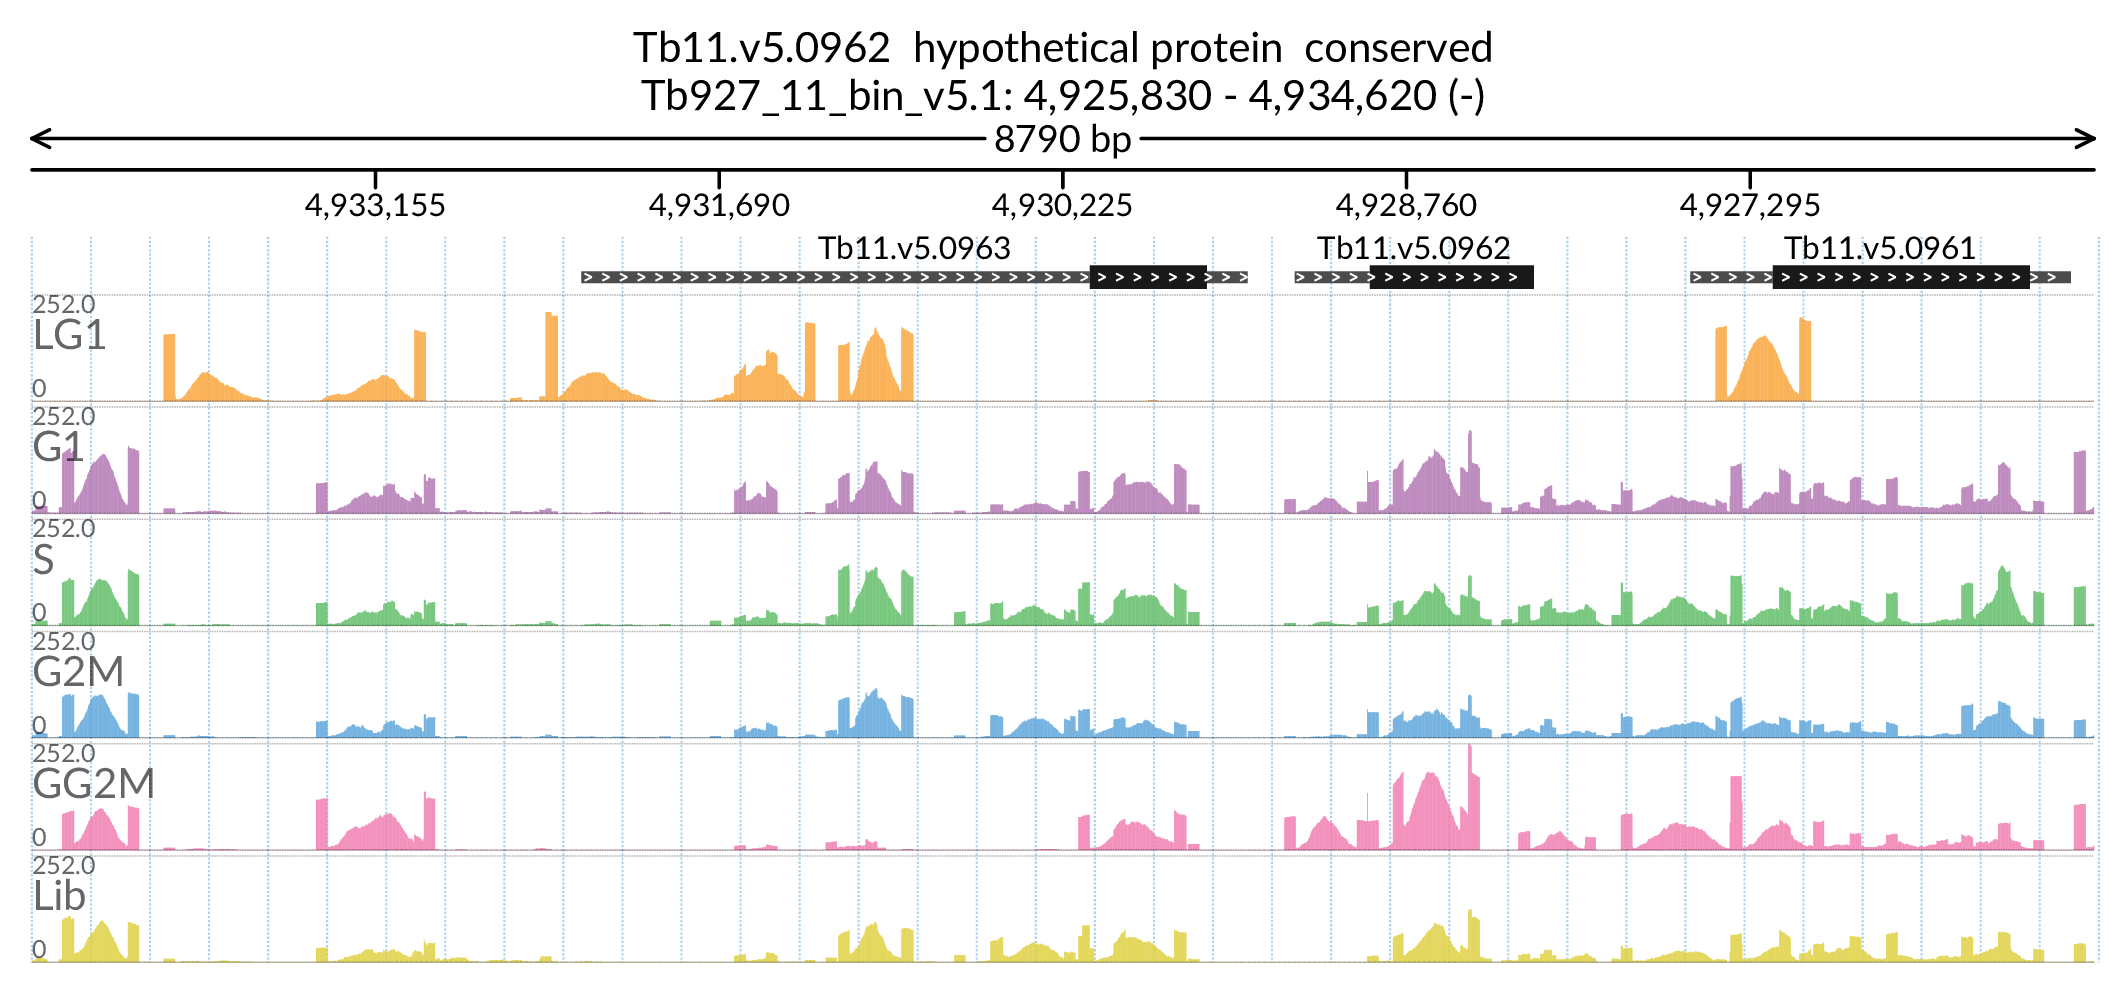 Tb11.v5.0962 hypothetical protein conserved
Tb927_11_bin_v5.1: 4,925,830 - 4,934,620 (-)
8790 bp
4,933,155 4,931,690 4,930,225 4,928,760 4,927,295
Tb11.v5.0963 Tb11.v5.0962 Tb11.v5.0961
252.0
LG1
0
252.0
G1
0
252.0
S
0
252.0
G2M
0
252.0
GG2M
0
252.0
Lib
0